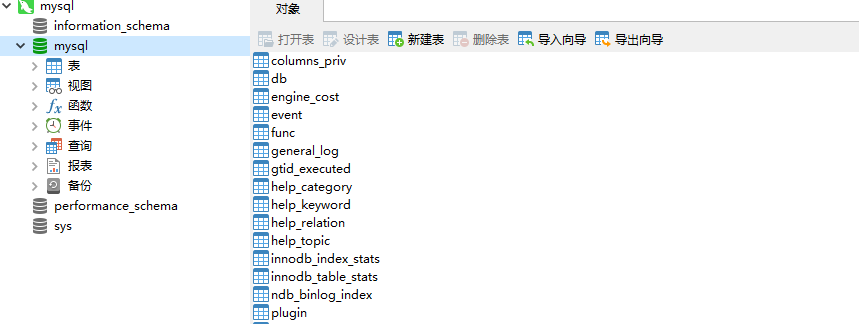 mysql
information_schema
mysql
表
视图
函数
事件
查询
报表
备份
performance_schema
sys
对象
打开表 设计表 新建表 删除表 导入向导 导出向导
columns_priv
db
engine_cost
event
func
general_log
gtid_executed
help_category
help_keyword
help_relation
help_topic
innodb_index_stats
innodb_table_stats
ndb_binlog_index
plugin